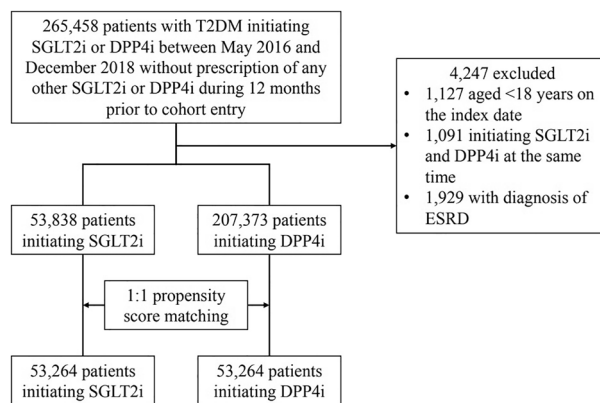 265,458 patients with T2DM initiating
SGLT2i or DPP4i between May 2016 and
December 2018 without prescription of any
other SGLT2i or DPP4i during 12 months
prior to cohort entry
4,247 excluded
• 1,127 aged <18 years on
the index date
• 1,091 initiating SGLT2i
and DPP4i at the same
time
• 1,929 with diagnosis of
ESRD
53,838 patients
initiating SGLT2i
207,373 patients
initiating DPP4i
1:1 propensity
score matching
53,264 patients
initiating SGLT2i
53,264 patients
initiating DPP4i